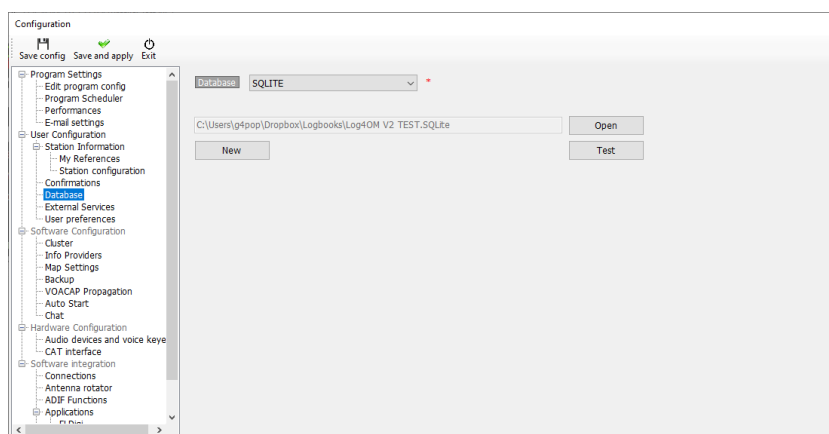 Configuration
Save config Save and apply Exit
Program Settings
Edit program config
Program Scheduler
Performances
E-mail settings
User Configuration
Station Information
My References
Station configuration
Confirmations
Database
External Services
User preferences
Software Configuration
Cluster
Info Providers
Map Settings
Backup
VOACAP Propagation
Auto Start
Chat
Hardware Configuration
Audio devices and voice keye
CAT interface
Software integration
Connections
Antenna rotator
ADIF Functions
Applications
Database SQLITE *
C:\Users\g4pop\Dropbox\Logbooks\Log4OM V2 TEST.SQLite Open
New Test